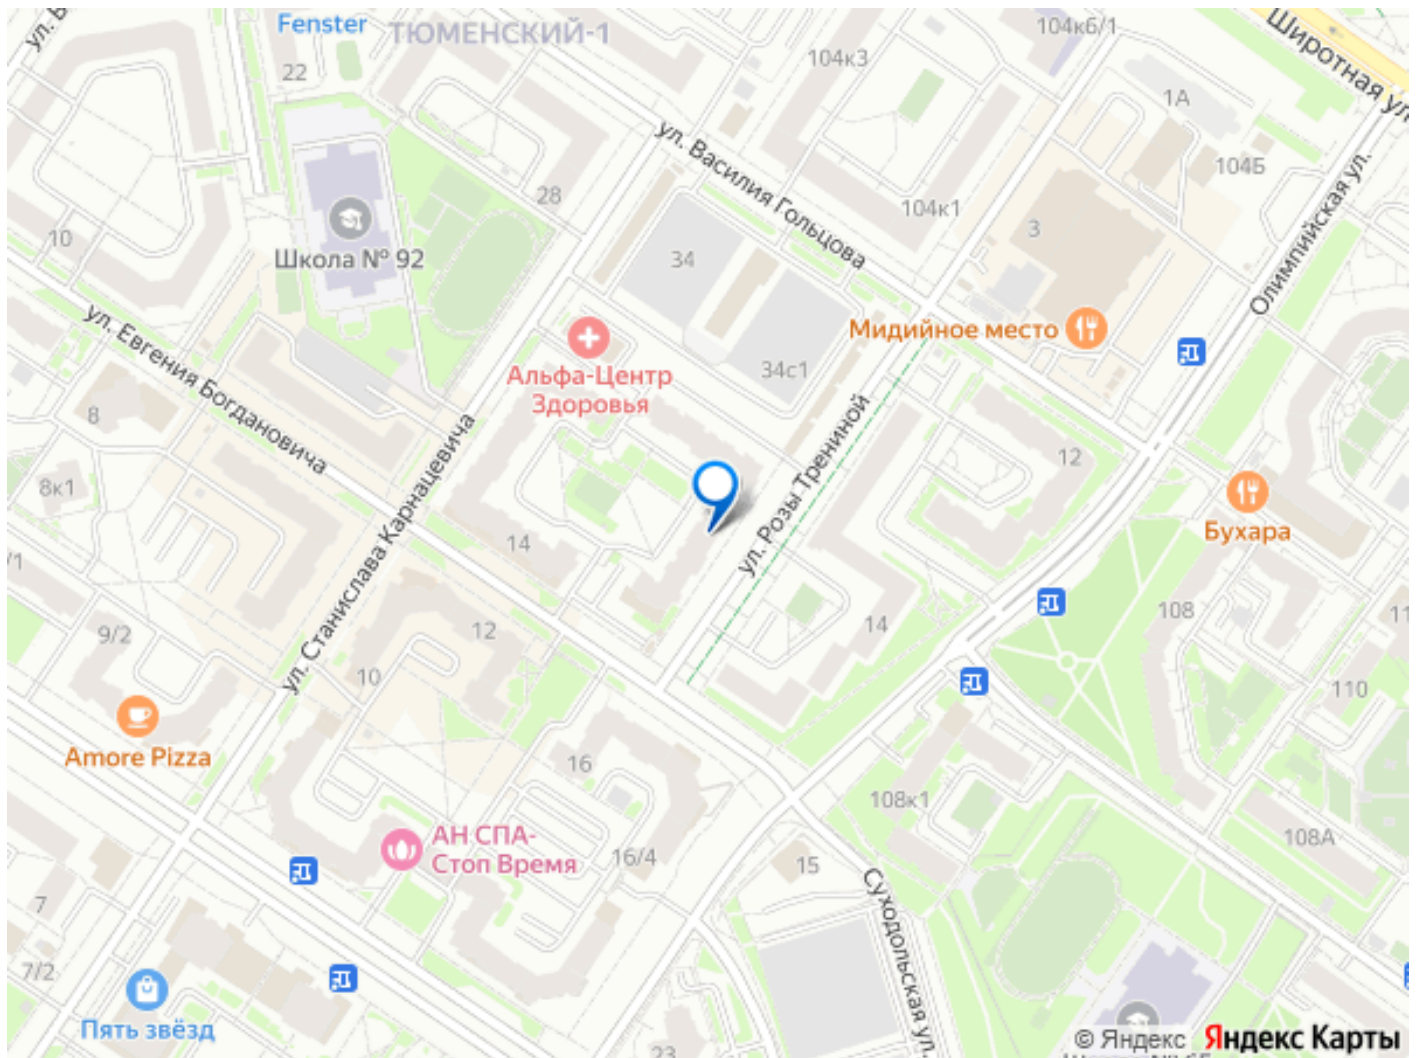 Fenster
ТЮМЕНСКИЙ-1
104к6/1
Широтная ул.
22
104к3
1А
ул. Василия Гольцова
104Б
28
104к1
3
Олимпийская ул.
10
Школа № 92
34
ул. Евгения Богдановича
Мидийное место
34с1
Альфа-Центр
Здоровья
8
ул. Станислава Карнацевича
ул. Розы Трениной
12
8к1
Бухара
14
9/2
12
14
108
10
110
Amore Pizza
16
108к1
АН СПА-
Стоп Время
16/4
15
108А
Суходольская ул.
7
7/2
Пять звёзд
23
© Яндекс Яндекс Карты